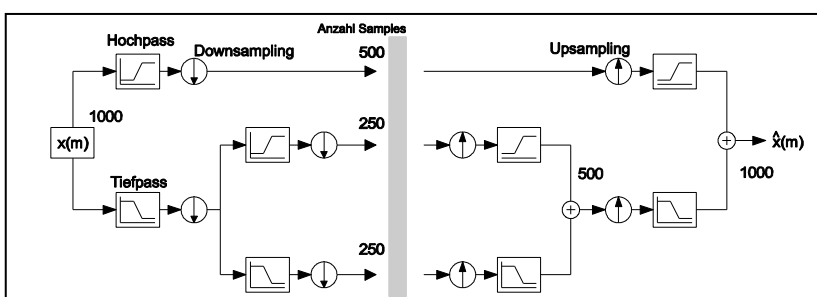 Anzahl Samples
Hochpass
Downsampling
500
Upsampling
1000
x(m)
250
Tiefpass
500
x̂(m)
1000
250